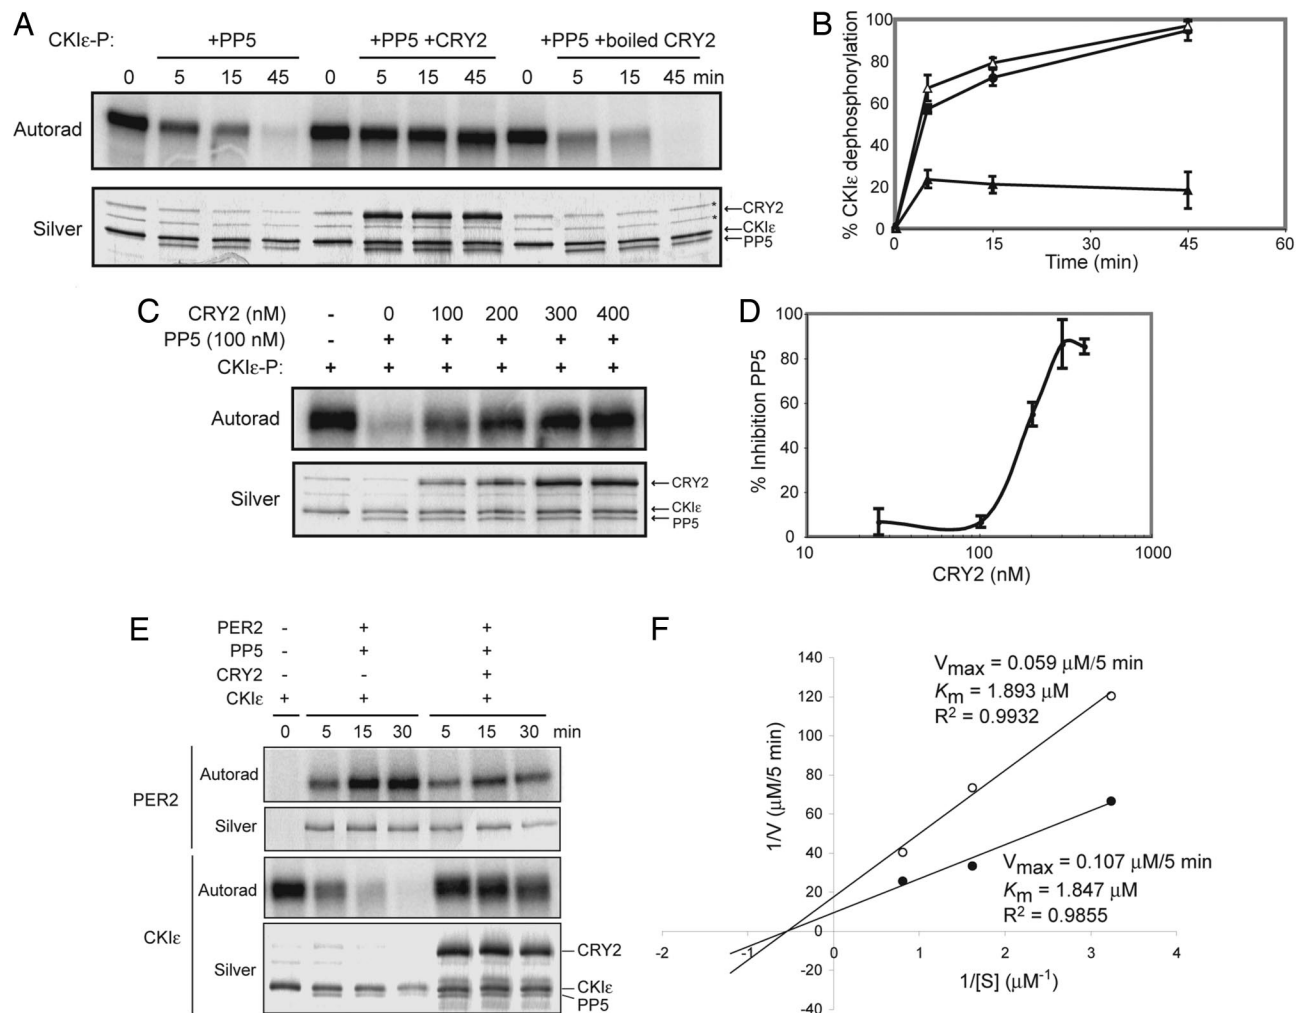 A
CKIε-P:
+PP5
+PP5 +CRY2
+PP5 +boiled CRY2
0 5 15 45 0 5 15 45 0 5 15 45 min
Autorad
Silver
*
*
CRY2
CKIε
PP5
B
% CKIε dephosphorylation
100
80
60
40
20
0
0 15 30 45 60
Time (min)
C
CRY2 (nM) - 0 100 200 300 400
PP5 (100 nM) - + + + + +
CKIε-P: + + + + + +
Autorad
Silver
CRY2
CKIε
PP5
D
% Inhibition PP5
100
80
60
40
20
0
10 100 1000
CRY2 (nM)
E
PER2 - + +
PP5 - + +
CRY2 - - +
CKIε + + +
0 5 15 30 5 15 30 min
PER2
Autorad
Silver
CKIε
Autorad
Silver
CRY2
CKIε
PP5
F
1/V (μM/5 min)
140
120
100
80
60
40
20
0
-20
-40
-2 -1 0 1 2 3 4
1/[S] (μM-1)
Vmax = 0.059 μM/5 min
Km = 1.893 μM
R2 = 0.9932
Vmax = 0.107 μM/5 min
Km = 1.847 μM
R2 = 0.9855